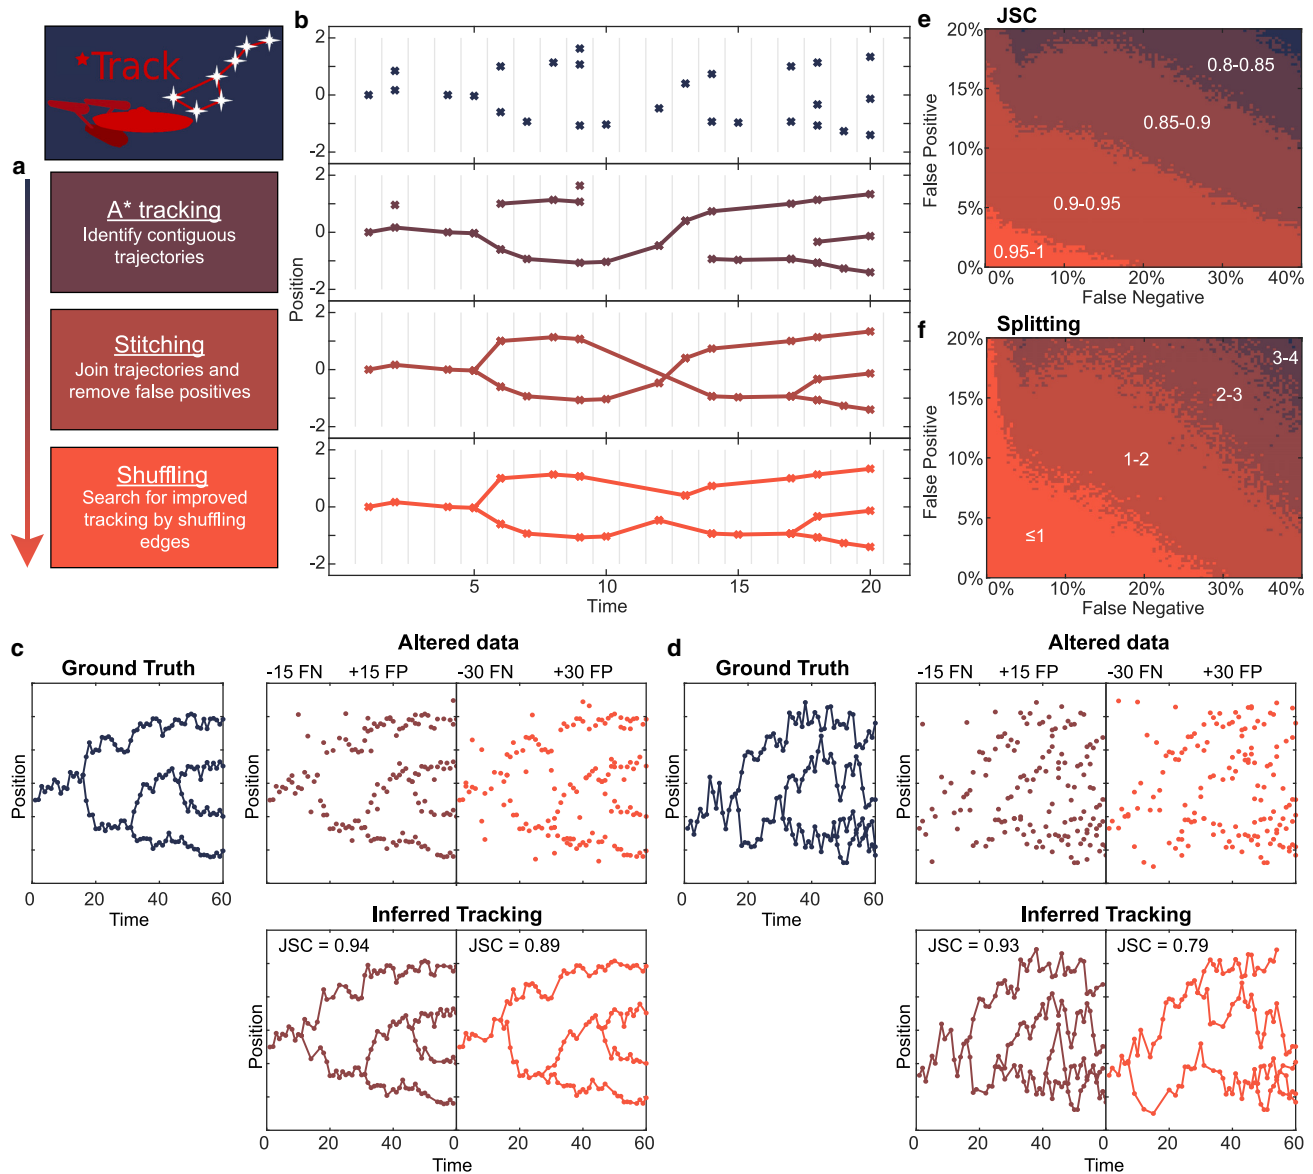 *Track
a
A* tracking
Identify contiguous
trajectories
Stitching
Join trajectories and
remove false positives
Shuffling
Search for improved
tracking by shuffling
edges
b
2
0
-2
2
0
-2
2
0
-2
2
0
-2
Position
5 10 15 20
Time
e JSC
20%
15%
10%
5%
0%
False Positive
0.8-0.85
0.85-0.9
0.9-0.95
0.95-1
10% 20% 30% 40%
False Negative
f Splitting
20%
15%
10%
5%
0%
False Positive
3-4
2-3
1-2
≤1
0% 10% 20% 30% 40%
False Negative
c
Ground Truth
Position
0 20 40 60
Time
Altered data
-15 FN +15 FP -30 FN +30 FP
Inferred Tracking
JSC = 0.94 JSC = 0.89
Position
0 20 40 0 20 40 60
Time
d
Ground Truth
Position
0 20 40 60
Time
Altered data
-15 FN +15 FP -30 FN +30 FP
Inferred Tracking
JSC = 0.93 JSC = 0.79
Position
0 20 40 0 20 40 60
Time